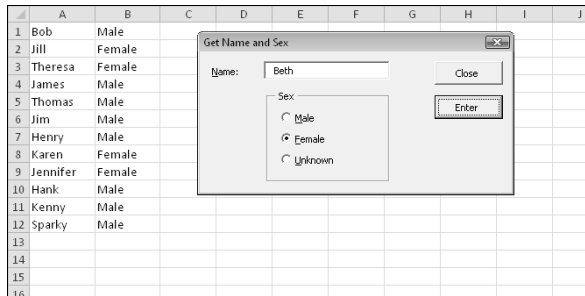 A B C D E F G H I J
1 Bob Male
2 Jill Female
3 Theresa Female
4 James Male
5 Thomas Male
6 Jim Male
7 Henry Male
8 Karen Female
9 Jennifer Female
10 Hank Male
11 Kenny Male
12 Sparky Male
13
14
15
16
Get Name and Sex
Name: Beth
Close
Sex
Enter
Male
Female
Unknown